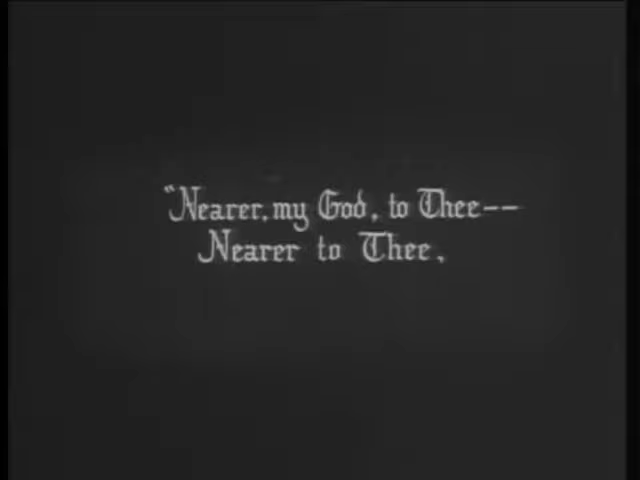 "Nearer, my God, to Thee--
Nearer to Thee,